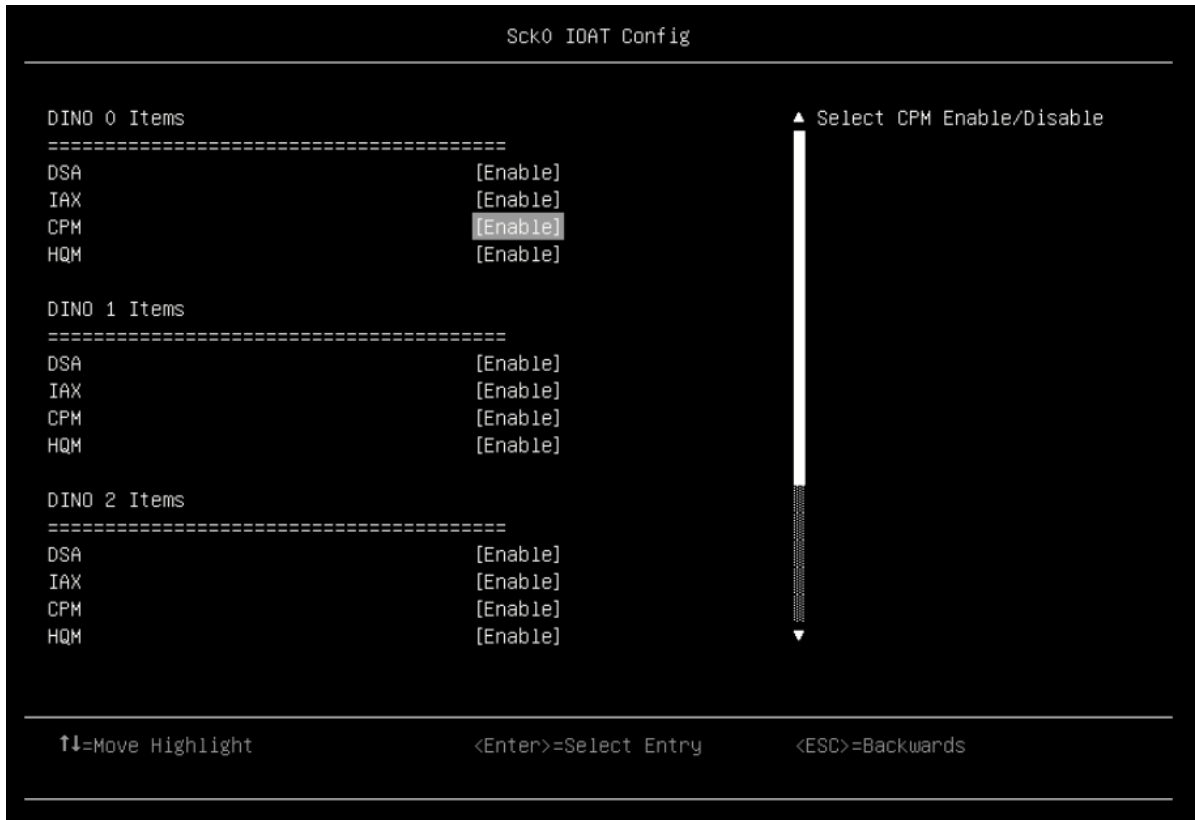 Sck0 IOAT Config
DINO 0 Items
========================================
DSA [Enable]
IAX [Enable]
CPM [Enable]
HQM [Enable]
DINO 1 Items
========================================
DSA [Enable]
IAX [Enable]
CPM [Enable]
HQM [Enable]
DINO 2 Items
========================================
DSA [Enable]
IAX [Enable]
CPM [Enable]
HQM [Enable]
▲ Select CPM Enable/Disable
▼
↑↓=Move Highlight <Enter>=Select Entry <ESC>=Backwards